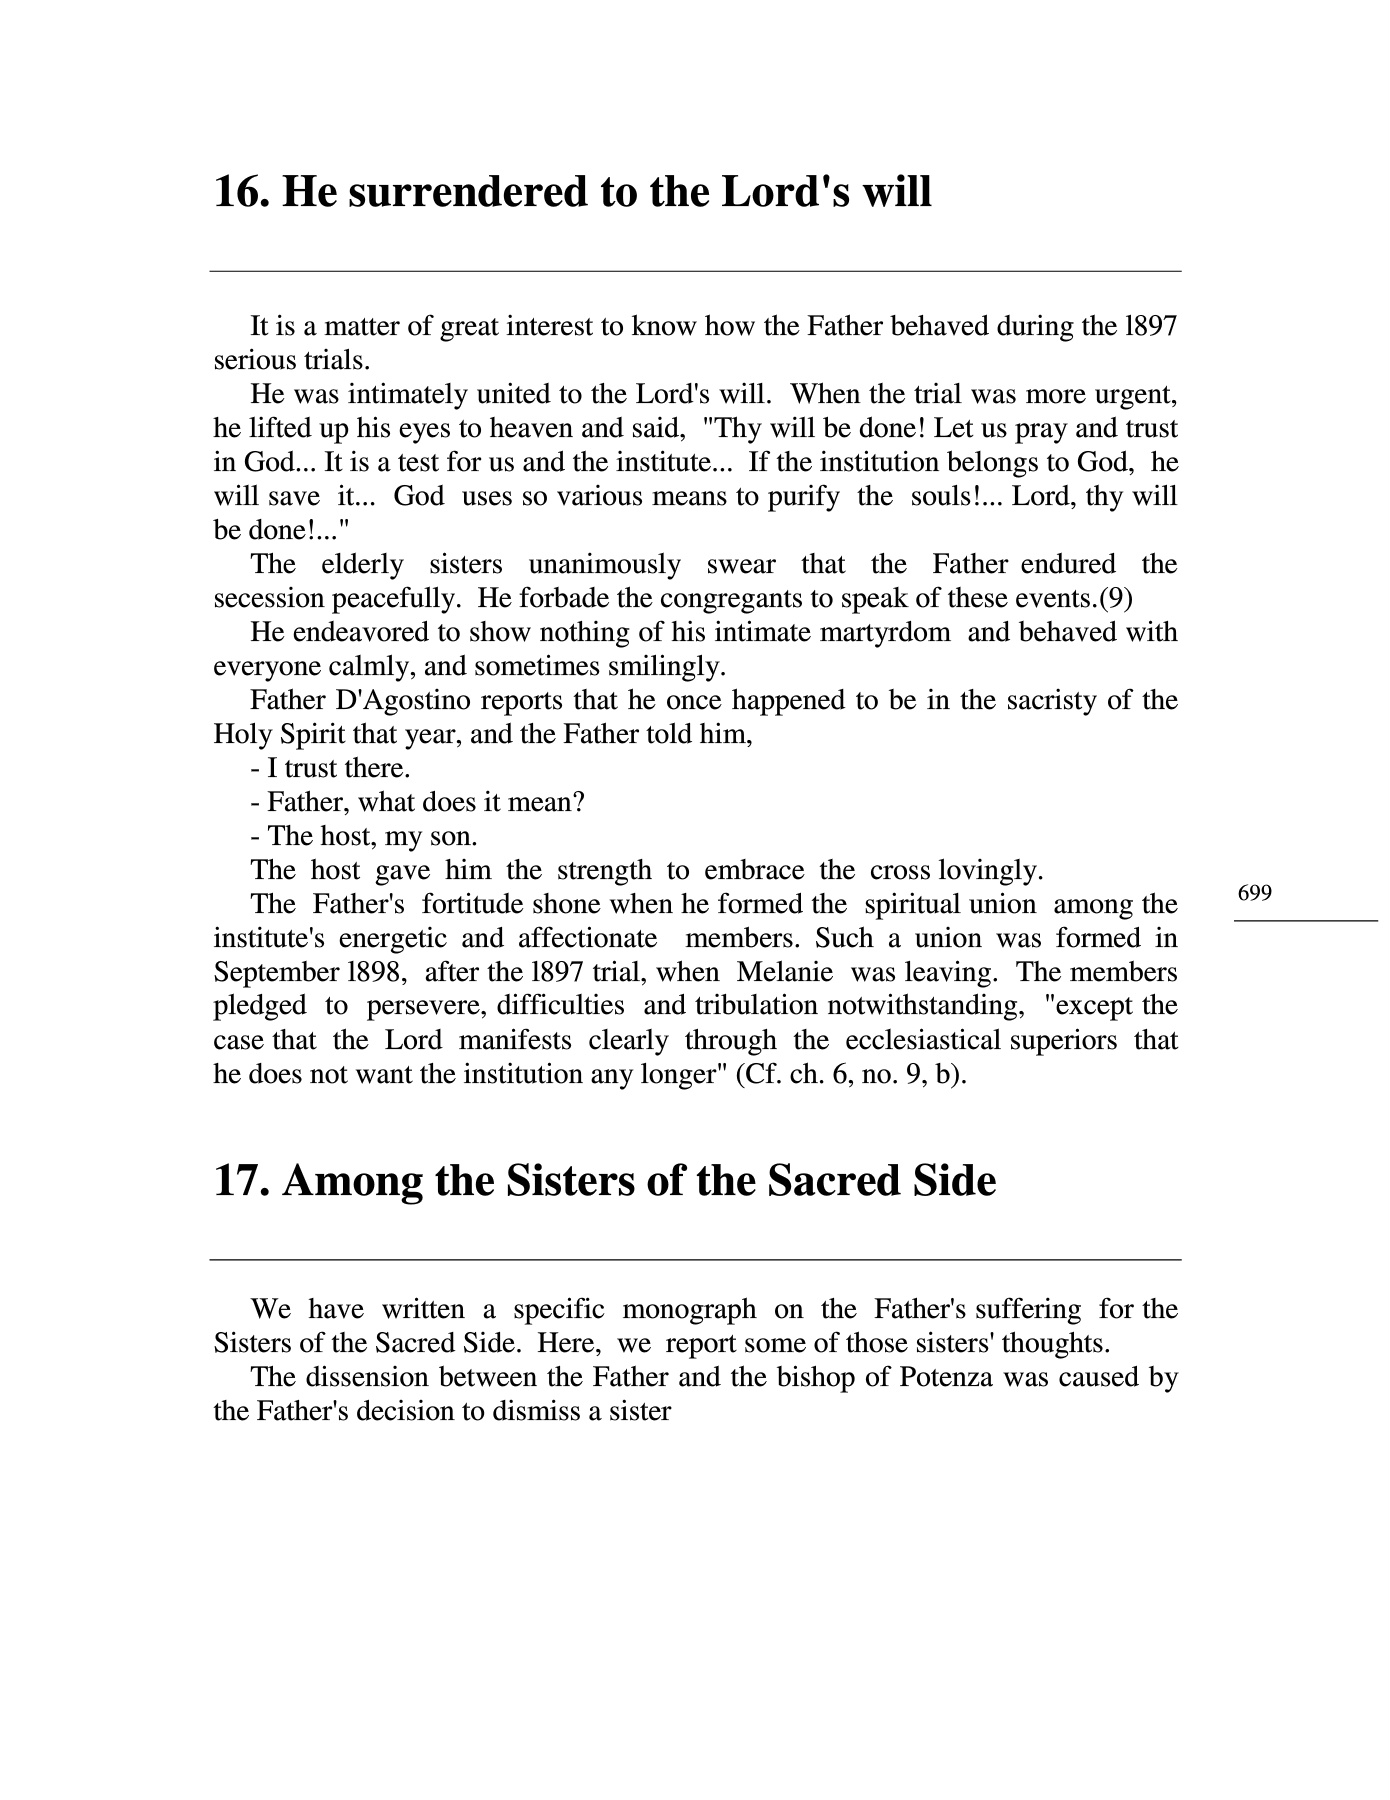 16. He surrendered to the Lord's will
It is a matter of great interest to know how the Father behaved during the l897
serious trials.
He was intimately united to the Lord's will. When the trial was more urgent,
he lifted up his eyes to heaven and said, "Thy will be done! Let us pray and trust
in God... It is a test for us and the institute... If the institution belongs to God, he
will save it... God uses so various means to purify the souls!... Lord, thy will
be done!..."
The elderly sisters unanimously swear that the Father endured the
secession peacefully. He forbade the congregants to speak of these events.(9)
He endeavored to show nothing of his intimate martyrdom and behaved with
everyone calmly, and sometimes smilingly.
Father D'Agostino reports that he once happened to be in the sacristy of the
Holy Spirit that year, and the Father told him,
- I trust there.
- Father, what does it mean?
- The host, my son.
The host gave him the strength to embrace the cross lovingly.
The Father's fortitude shone when he formed the spiritual union among the
institute's energetic and affectionate members. Such a union was formed in
September l898, after the l897 trial, when Melanie was leaving. The members
pledged to persevere, difficulties and tribulation notwithstanding, "except the
case that the Lord manifests clearly through the ecclesiastical superiors that
he does not want the institution any longer" (Cf. ch. 6, no. 9, b).
699
17. Among the Sisters of the Sacred Side
We have written a specific monograph on the Father's suffering for the
Sisters of the Sacred Side. Here, we report some of those sisters' thoughts.
The dissension between the Father and the bishop of Potenza was caused by
the Father's decision to dismiss a sister